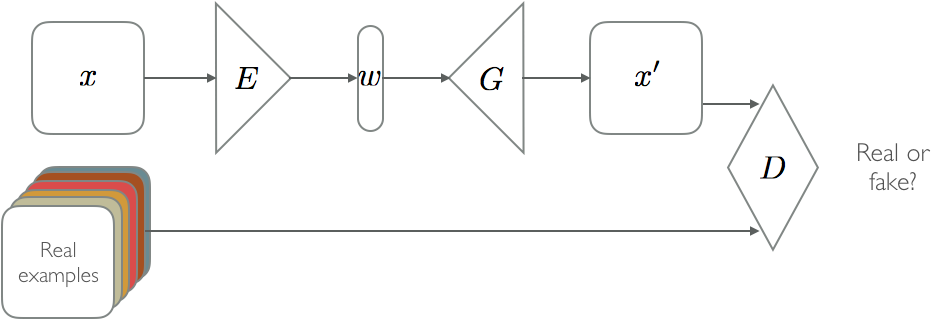 x
E
w
G
x′
D
Real or
fake?
Real
examples